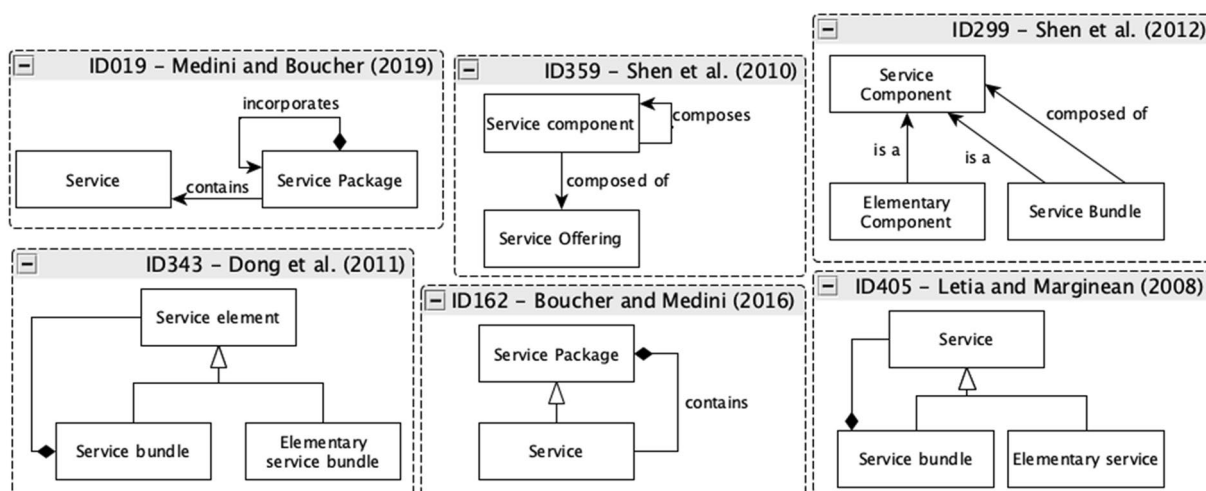 ID019 – Medini and Boucher (2019)
incorporates
Service
contains
Service Package
ID359 – Shen et al. (2010)
Service component
composes
composed of
Service Offering
ID299 – Shen et al. (2012)
Service
Component
composed of
is a
is a
Elementary
Component
Service Bundle
ID343 – Dong et al. (2011)
Service element
Service bundle
Elementary
service bundle
ID162 – Boucher and Medini (2016)
Service Package
contains
Service
ID405 – Letia and Marginean (2008)
Service
Service bundle
Elementary service